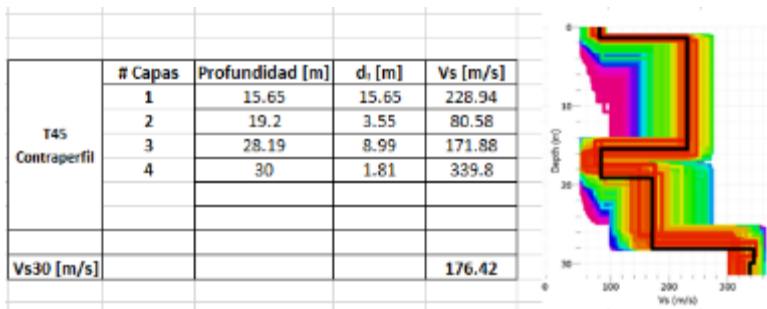 # Capas Profundidad [m] dᵢ [m] Vs [m/s]
1 15.65 15.65 228.94
2 19.2 3.55 80.58
T45
Contraperfil
3 28.19 8.99 171.88
4 30 1.81 339.8
Vs30 [m/s] 176.42
0
10
20
30
Depth (m)
0 100 200 300
Vs (m/s)